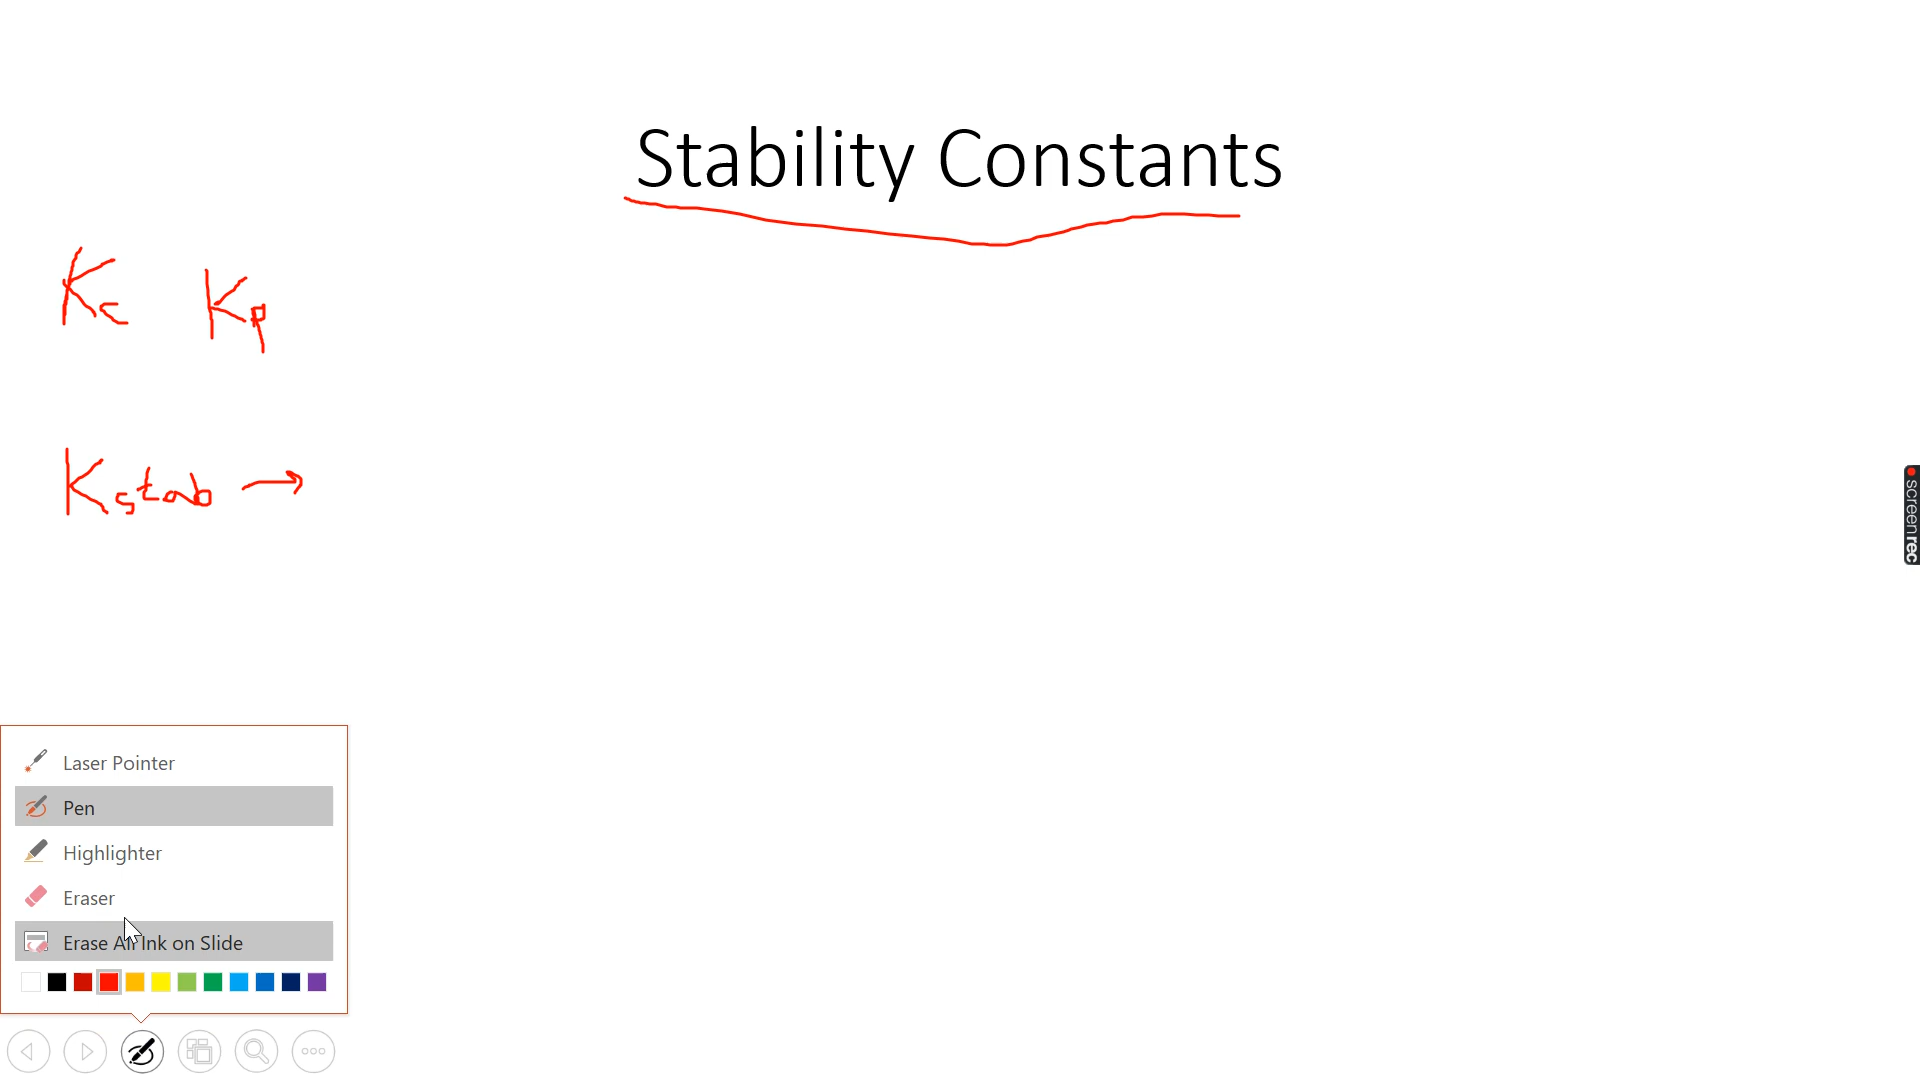 Stability Constants
Kc Kp
Kstab →
screenrec
Laser Pointer
Pen
Highlighter
Eraser
Erase All Ink on Slide